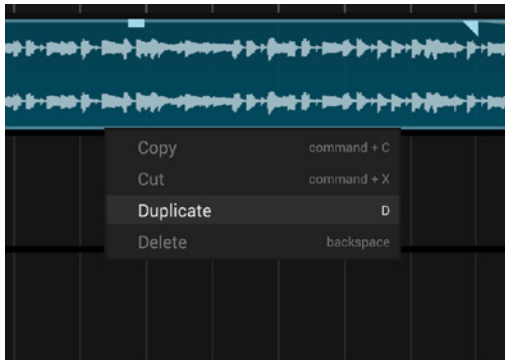 Copy command + C
Cut command + X
Duplicate D
Delete backspace